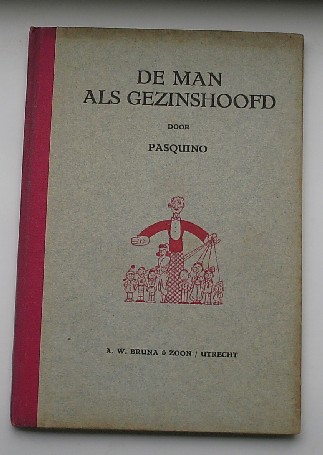 DE MAN
ALS GEZINSHOOFD
DOOR
PASQUINO
A. W. BRUNA & ZOON / UTRECHT